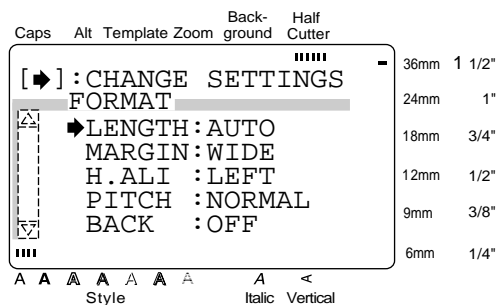 Caps Alt Template Zoom Back-ground Half Cutter
[➧]:CHANGE SETTINGS
FORMAT
➧LENGTH:AUTO
MARGIN:WIDE
H.ALI :LEFT
PITCH :NORMAL
BACK :OFF
36mm 1 1/2"
24mm 1"
18mm 3/4"
12mm 1/2"
9mm 3/8"
6mm 1/4"
A A A A A A A A A
Style Italic Vertical